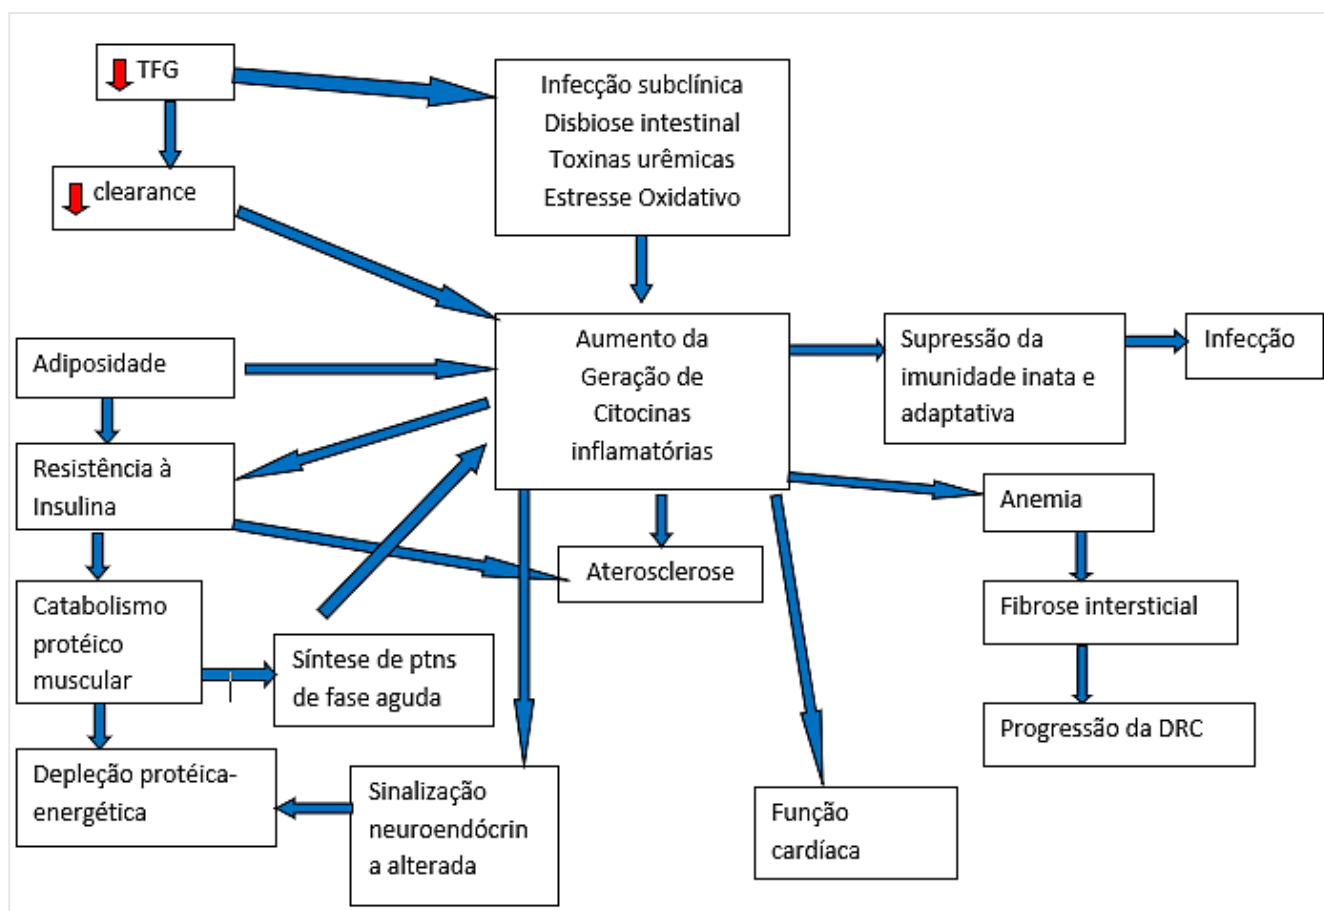 TFG
clearance
Infecção subclínica
Disbiose intestinal
Toxinas urêmicas
Estresse Oxidativo
Adiposidade
Aumento da
Geração de
Citocinas
inflamatórias
Supressão da
imunidade inata e
adaptativa
Infecção
Resistência à
Insulina
Anemia
Aterosclerose
Catabolismo
protéico
muscular
Síntese de ptns
de fase aguda
Fibrose intersticial
Progressão da DRC
Depleção protéica-
energética
Sinalização
neuroendócrin
a alterada
Função
cardíaca